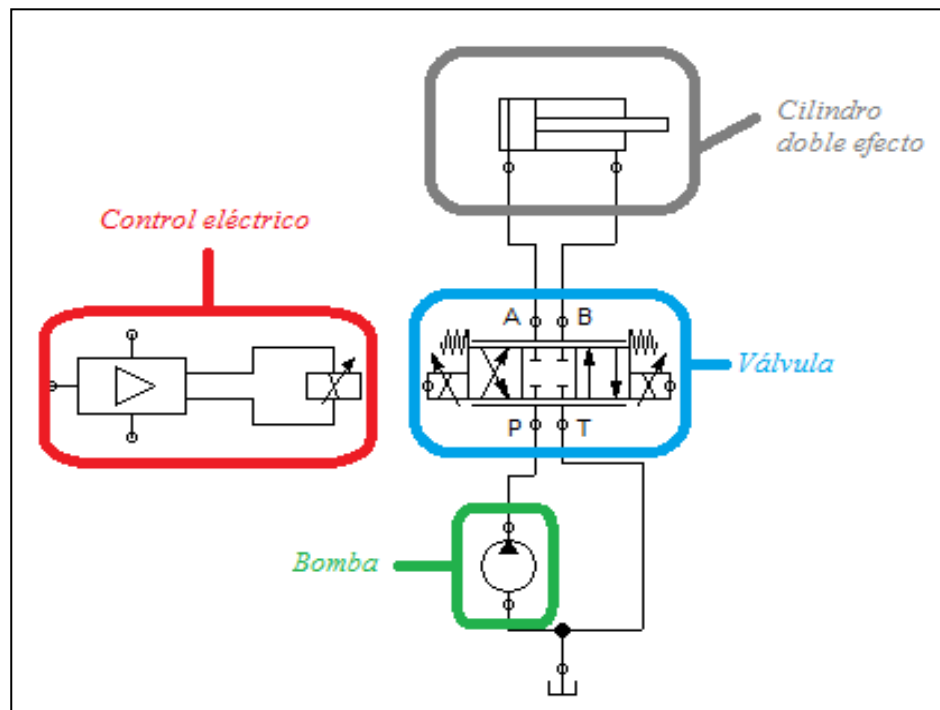 Cilindro
doble efecto
Control eléctrico
A B
Válvula
P T
Bomba